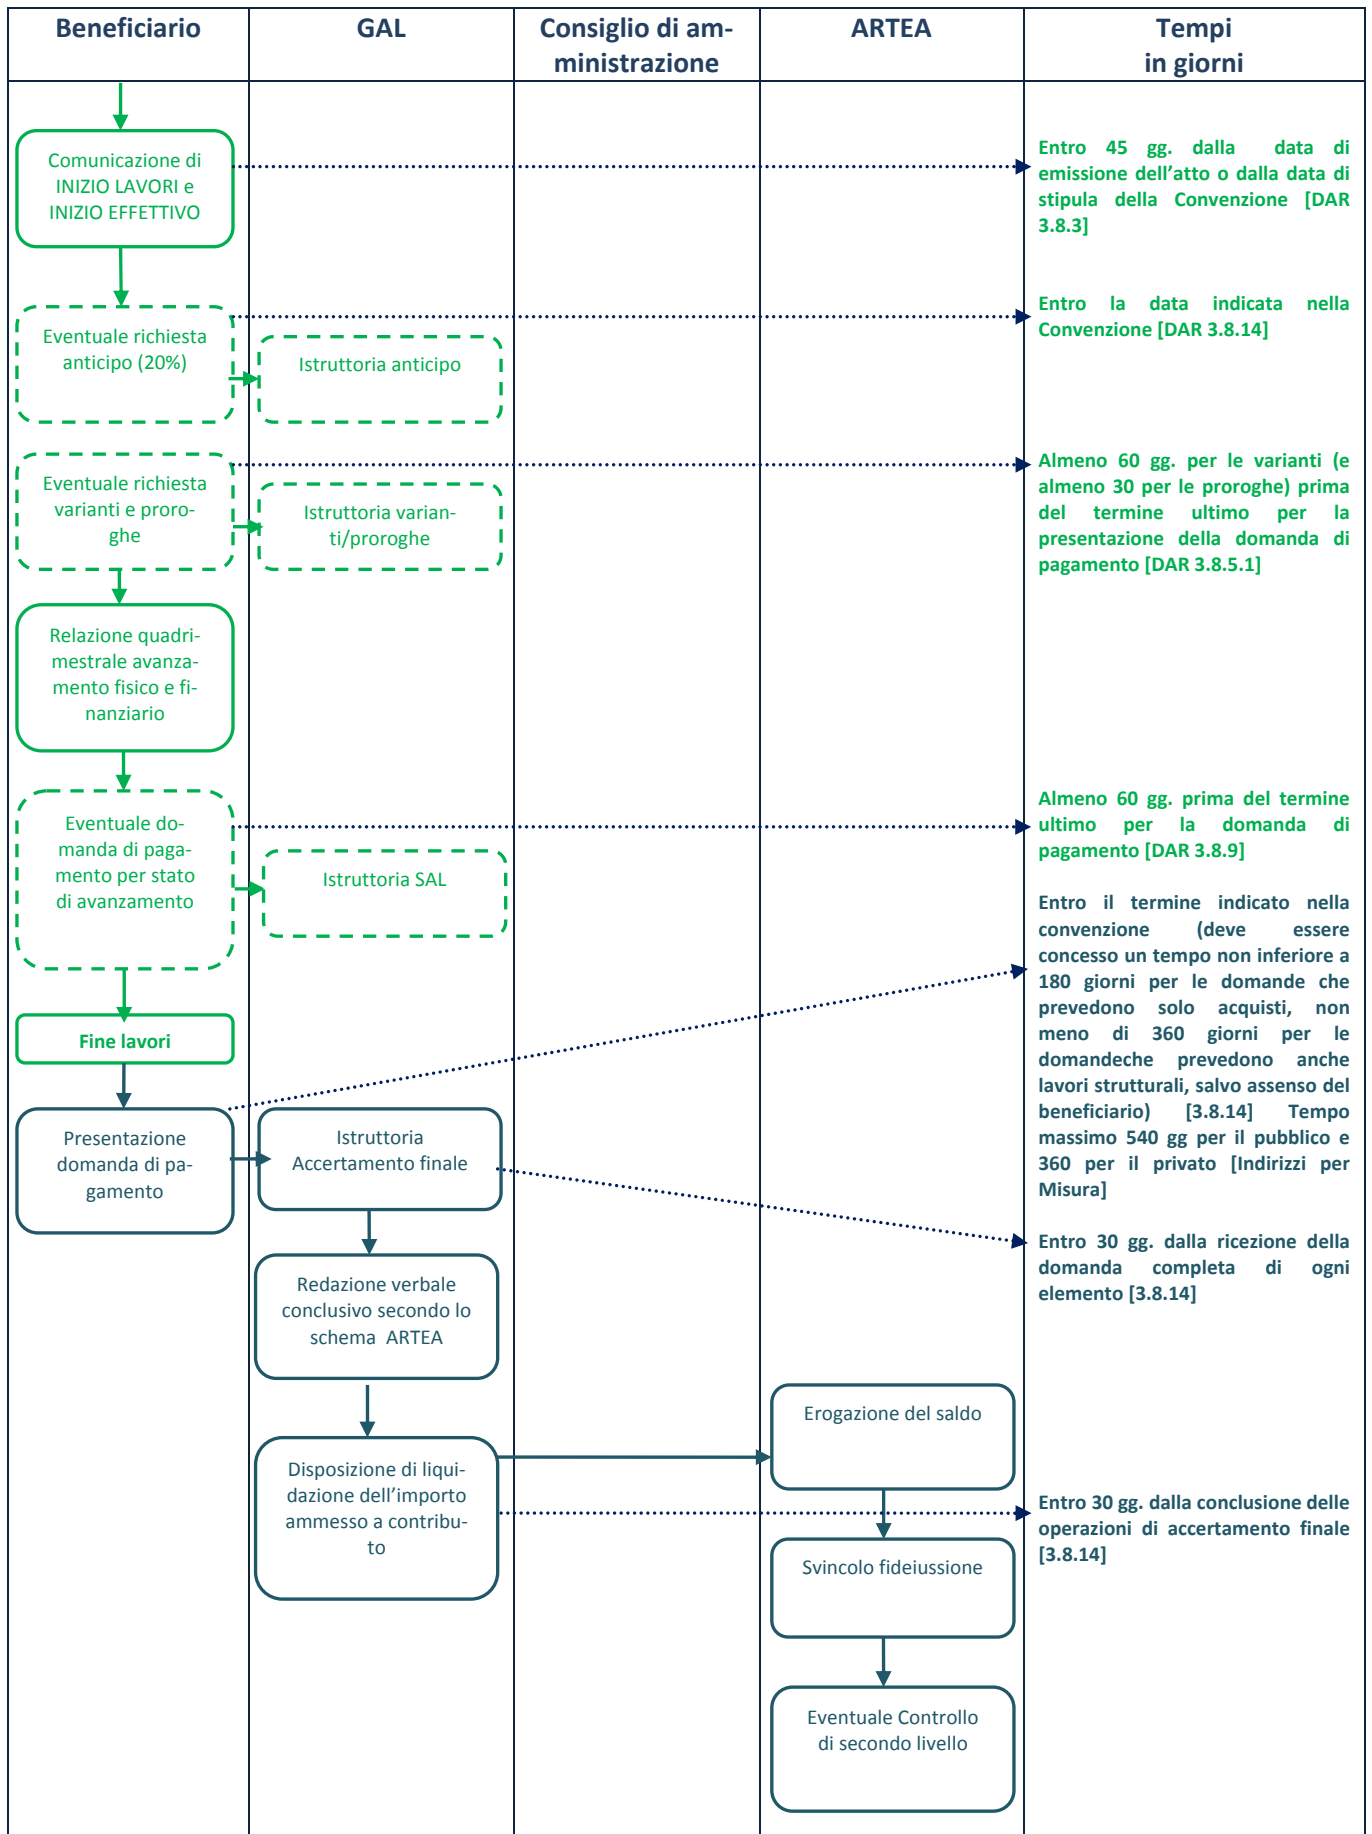 Beneficiario
GAL
Consiglio di am-
ministrazione
ARTEA
Tempi
in giorni
Comunicazione di
INIZIO LAVORI e
INIZIO EFFETTIVO
Entro 45 gg. dalla data di
emissione dell'atto o dalla data di
stipula della Convenzione [DAR
3.8.3]
Eventuale richiesta
anticipo (20%)
Istruttoria anticipo
Entro la data indicata nella
Convenzione [DAR 3.8.14]
Eventuale richiesta
varianti e proro-
ghe
Istruttoria varian-
ti/proroghe
Almeno 60 gg. per le varianti (e
almeno 30 per le proroghe) prima
del termine ultimo per la
presentazione della domanda di
pagamento [DAR 3.8.5.1]
Relazione quadri-
mestrale avanza-
mento fisico e fi-
nanziario
Eventuale do-
manda di paga-
mento per stato
di avanzamento
Istruttoria SAL
Almeno 60 gg. prima del termine
ultimo per la domanda di
pagamento [DAR 3.8.9]
Fine lavori
Presentazione
domanda di pa-
gamento
Istruttoria
Accertamento finale
Entro il termine indicato nella
convenzione (deve essere
concesso un tempo non inferiore a
180 giorni per le domande che
prevedono solo acquisti, non
meno di 360 giorni per le
domandeche prevedono anche
lavori strutturali, salvo assenso del
beneficiario) [3.8.14] Tempo
massimo 540 gg per il pubblico e
360 per il privato [Indirizzi per
Misura]
Entro 30 gg. dalla ricezione della
domanda completa di ogni
elemento [3.8.14]
Redazione verbale
conclusivo secondo lo
schema ARTEA
Disposizione di liqui-
dazione dell'importo
ammesso a contribu-
to
Erogazione del saldo
Entro 30 gg. dalla conclusione delle
operazioni di accertamento finale
[3.8.14]
Svincolo fideiussione
Eventuale Controllo
di secondo livello